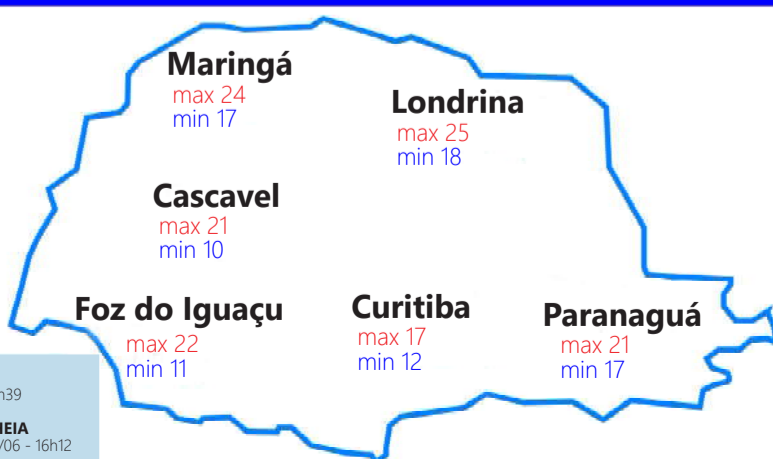 Maringá
max 24
min 17
Londrina
max 25
min 18
Cascavel
max 21
min 10
Foz do Iguaçu
max 22
min 11
Curitiba
max 17
min 12
Paranaguá
max 21
min 17
h39
HEIA
/06 - 16h12